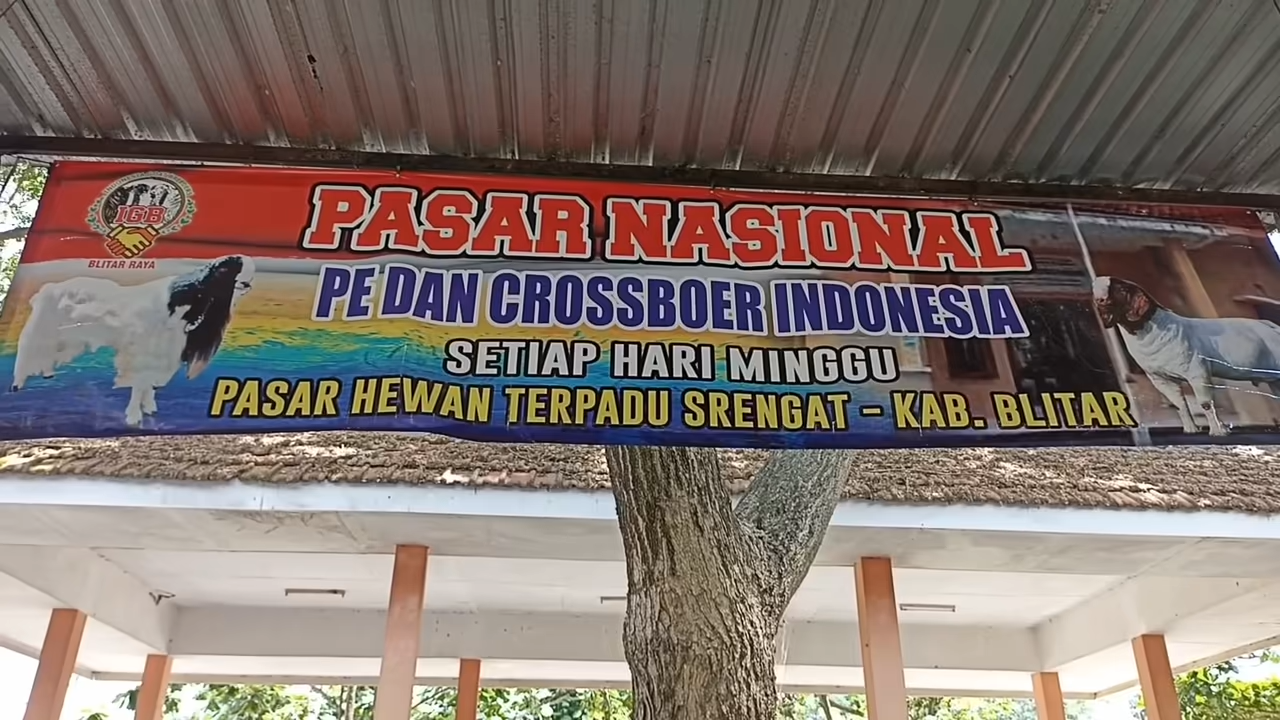 IGB
BLITAR RAYA
PASAR NASIONAL
PE DAN CROSSBOER INDONESIA
SETIAP HARI MINGGU
PASAR HEWAN TERPADU SRENGAT - KAB. BLITAR